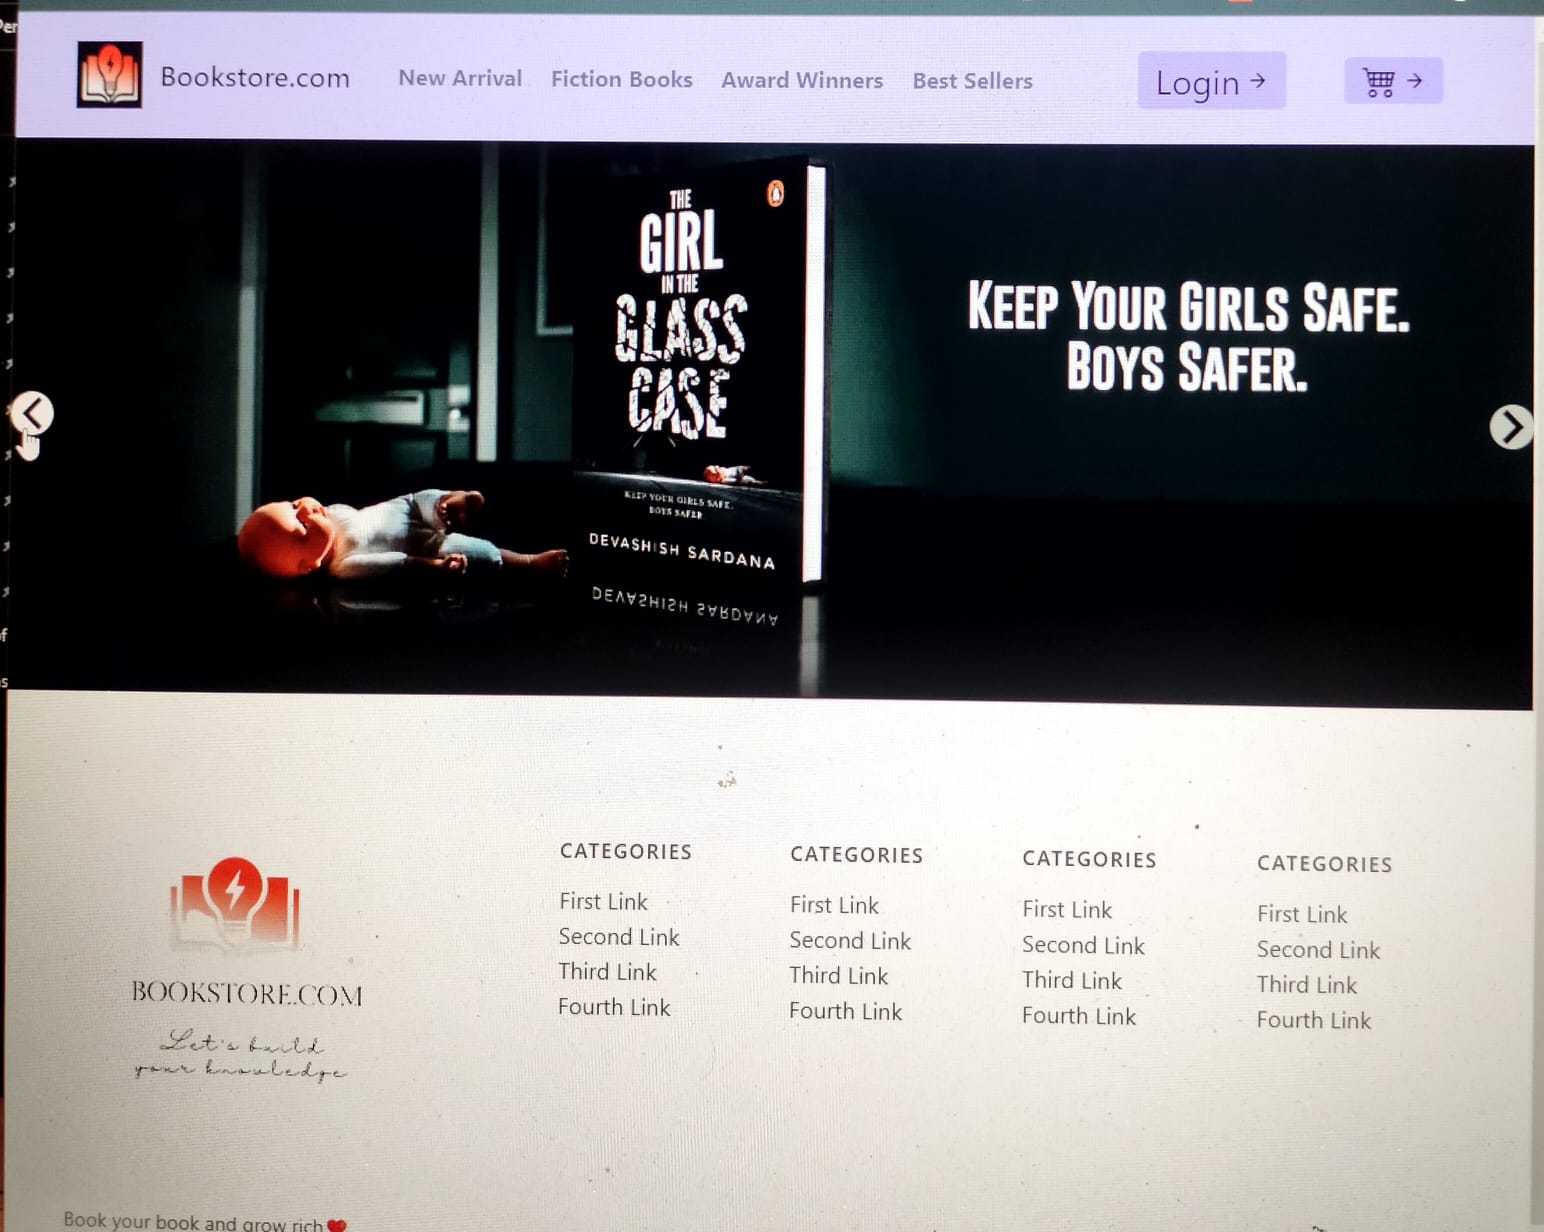 Bookstore.com New Arrival Fiction Books Award Winners Best Sellers Login →
THE
GIRL
IN THE
GLASS
CASE
KEEP YOUR GIRLS SAFE.
BOYS SAFER.
DEVASHISH SARDANA
KEEP YOUR GIRLS SAFE.
BOYS SAFER.
BOOKSTORE.COM
Let's build
your knowledge
CATEGORIES
First Link
Second Link
Third Link
Fourth Link
CATEGORIES
First Link
Second Link
Third Link
Fourth Link
CATEGORIES
First Link
Second Link
Third Link
Fourth Link
CATEGORIES
First Link
Second Link
Third Link
Fourth Link
Book your book and grow rich❤